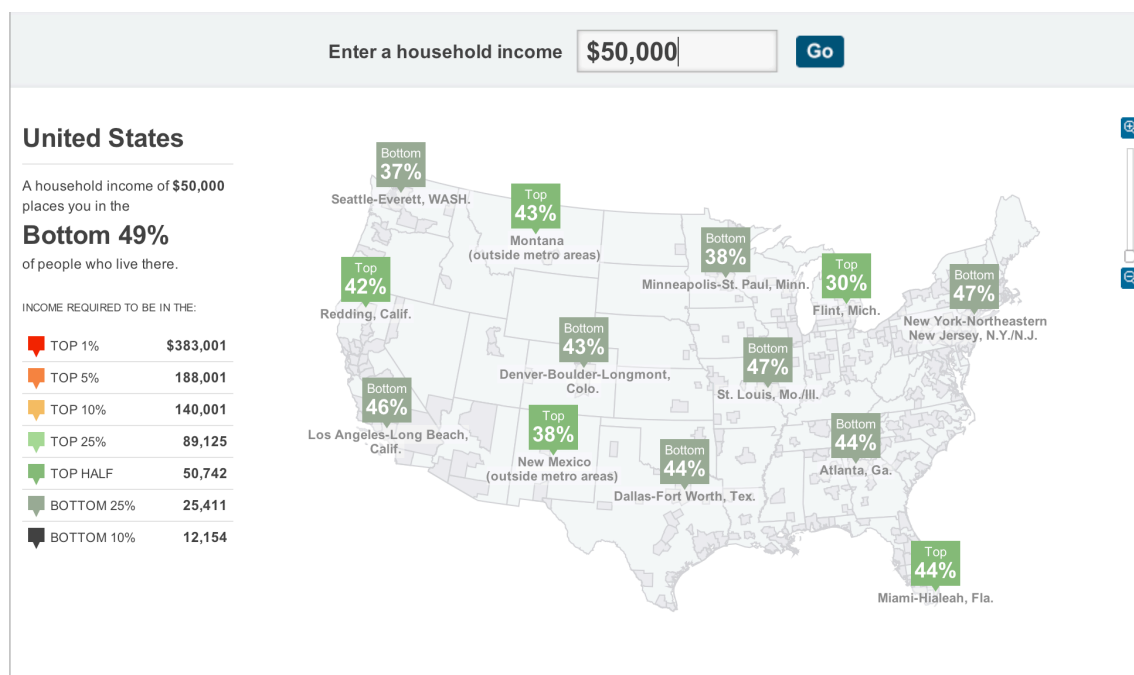 Enter a household income $50,000 Go
United States
A household income of $50,000
places you in the
Bottom 49%
of people who live there.
INCOME REQUIRED TO BE IN THE:
TOP 1% $383,001
TOP 5% 188,001
TOP 10% 140,001
TOP 25% 89,125
TOP HALF 50,742
BOTTOM 25% 25,411
BOTTOM 10% 12,154
Bottom
37%
Seattle-Everett, WASH.
Top
43%
Montana
(outside metro areas)
Bottom
38%
Minneapolis-St. Paul, Minn.
Top
30%
Flint, Mich.
Bottom
47%
New York-Northeastern
New Jersey, N.Y./N.J.
Top
42%
Redding, Calif.
Bottom
43%
Denver-Boulder-Longmont,
Colo.
Bottom
47%
St. Louis, Mo./Ill.
Bottom
46%
Los Angeles-Long Beach,
Calif.
Top
38%
New Mexico
(outside metro areas)
Bottom
44%
Dallas-Fort Worth, Tex.
Bottom
44%
Atlanta, Ga.
Top
44%
Miami-Hialeah, Fla.